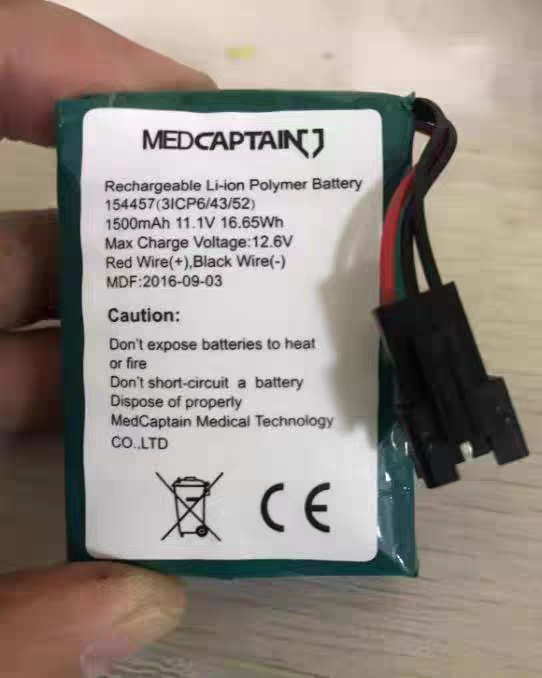 MEDCAPTAIN
Rechargeable Li-ion Polymer Battery
154457(3ICP6/43/52)
1500mAh 11.1V 16.65Wh
Max Charge Voltage:12.6V
Red Wire(+),Black Wire(-)
MDF:2016-09-03
Caution:
Don't expose batteries to heat
or fire
Don't short-circuit a battery
Dispose of properly
MedCaptain Medical Technology
CO.,LTD
CE